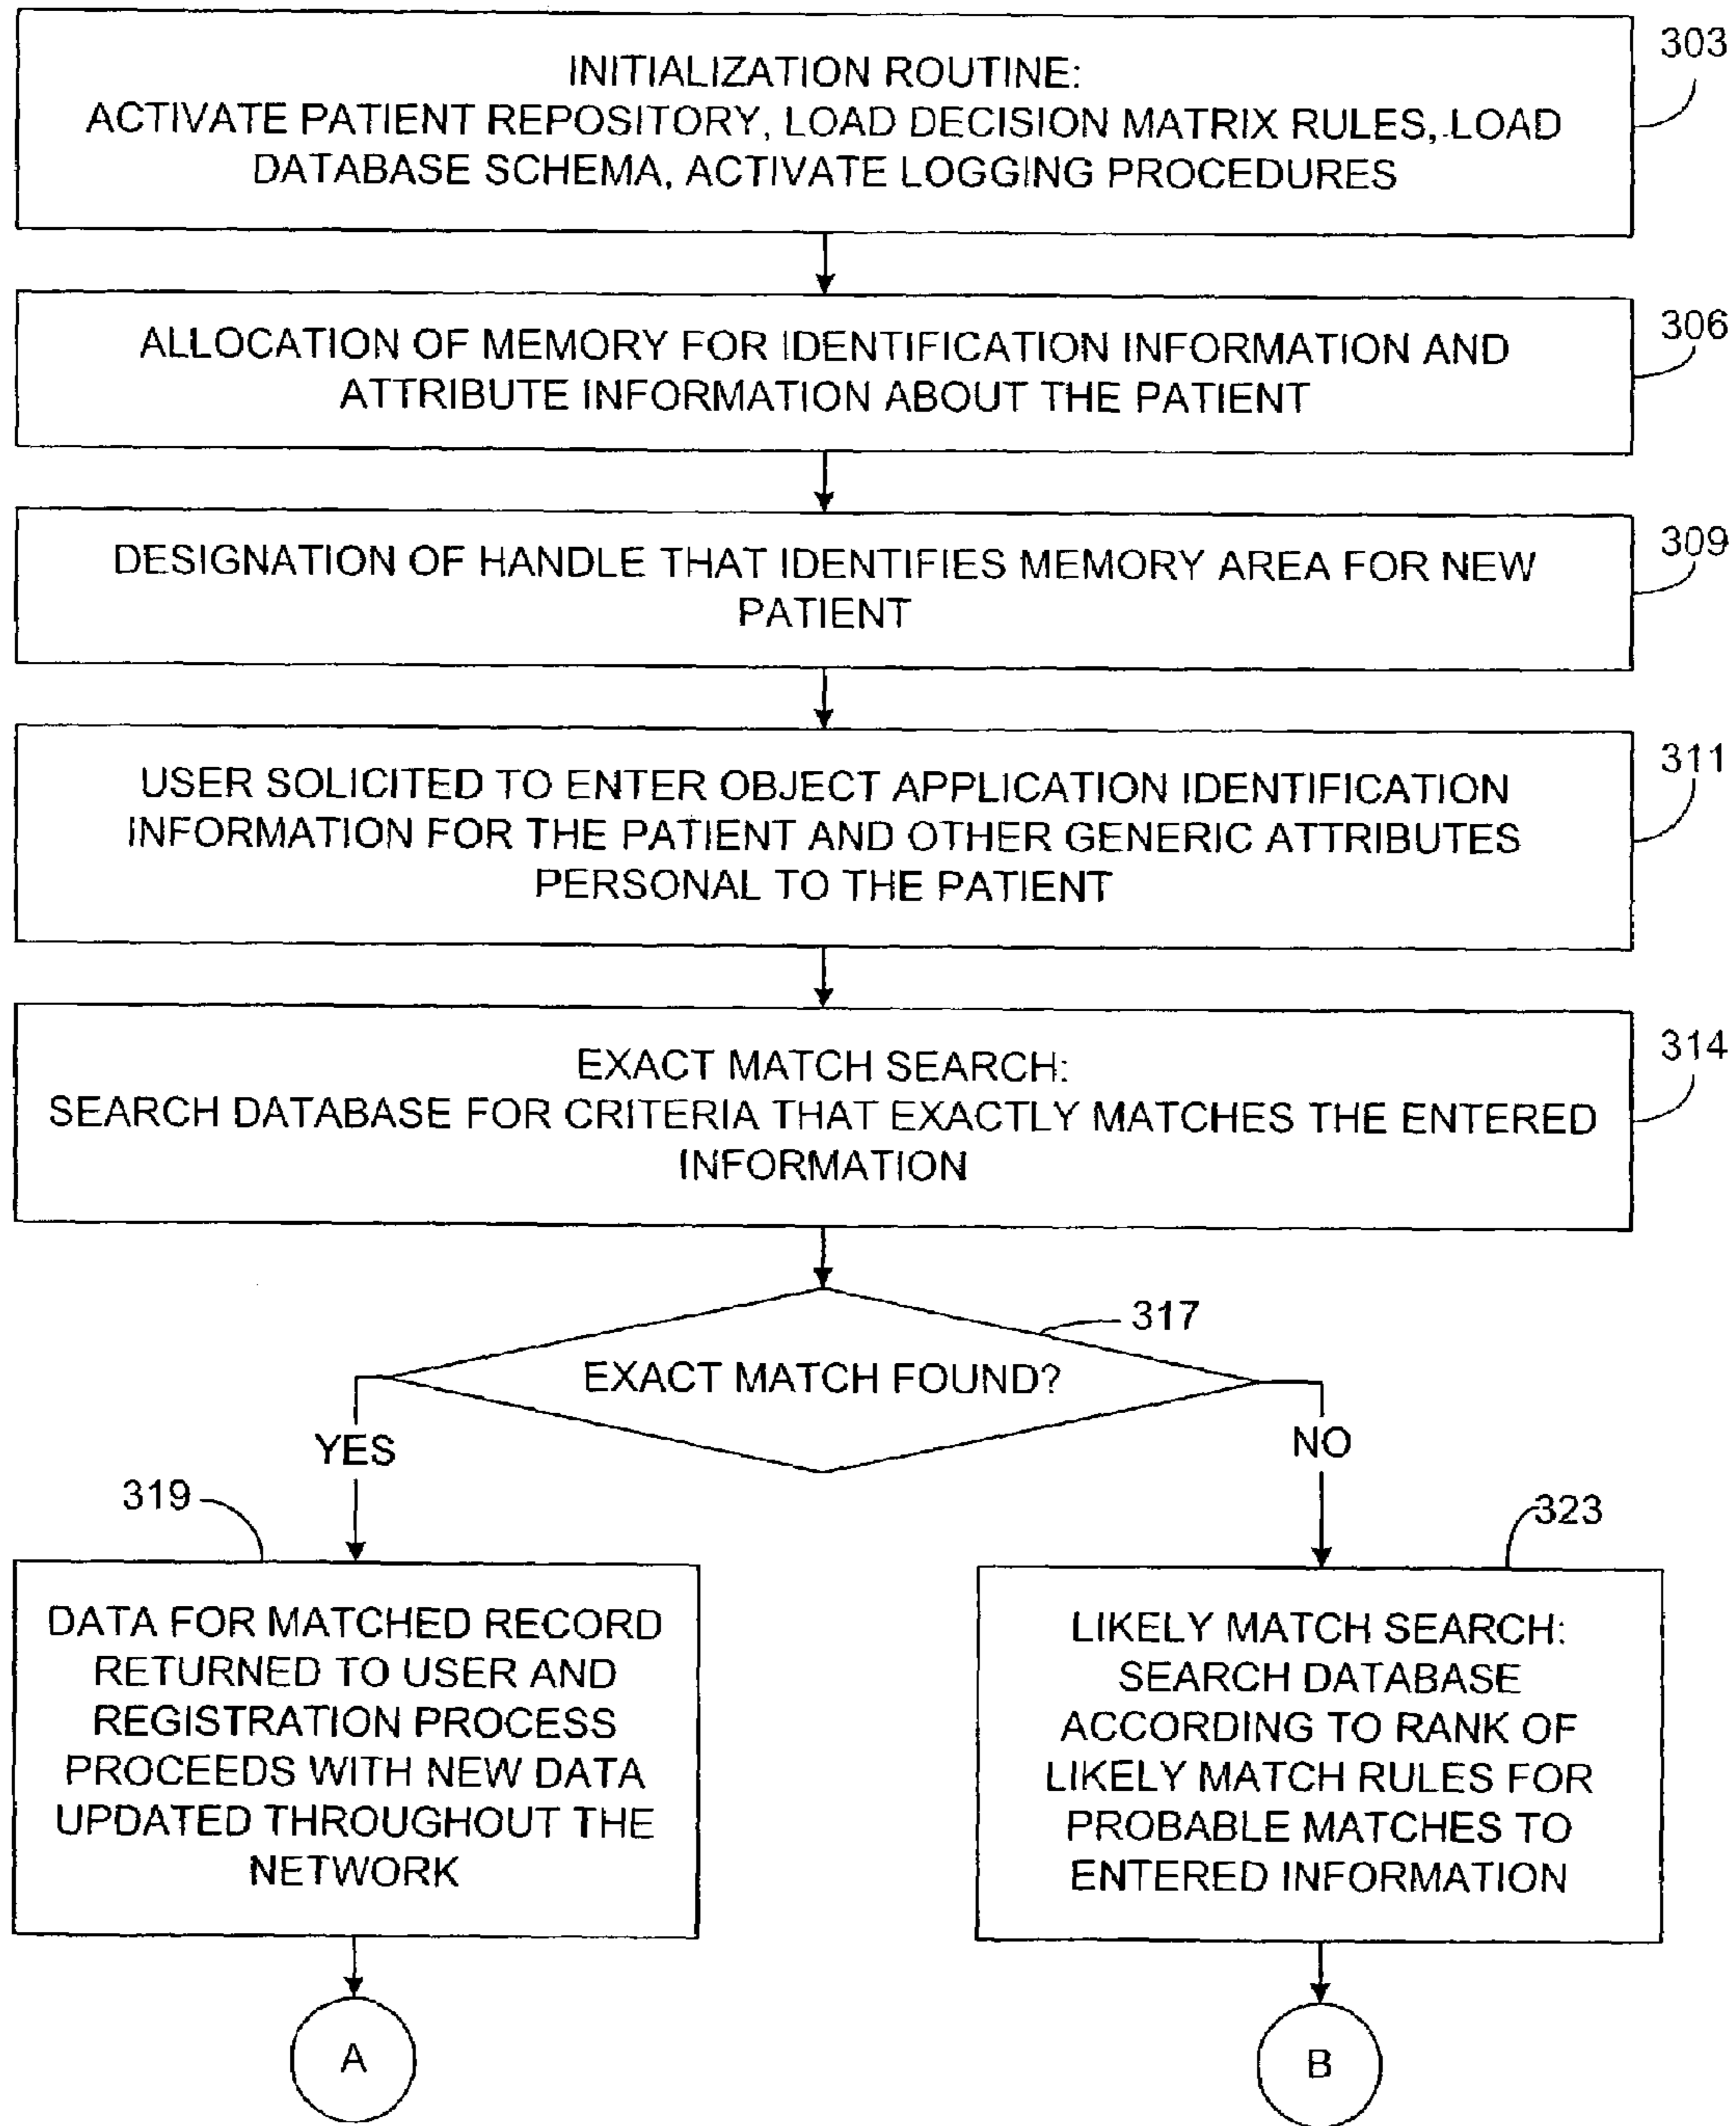 INITIALIZATION ROUTINE:
ACTIVATE PATIENT REPOSITORY, LOAD DECISION MATRIX RULES, LOAD
DATABASE SCHEMA, ACTIVATE LOGGING PROCEDURES
303
ALLOCATION OF MEMORY FOR IDENTIFICATION INFORMATION AND
ATTRIBUTE INFORMATION ABOUT THE PATIENT
306
DESIGNATION OF HANDLE THAT IDENTIFIES MEMORY AREA FOR NEW
PATIENT
309
USER SOLICITED TO ENTER OBJECT APPLICATION IDENTIFICATION
INFORMATION FOR THE PATIENT AND OTHER GENERIC ATTRIBUTES
PERSONAL TO THE PATIENT
311
EXACT MATCH SEARCH:
SEARCH DATABASE FOR CRITERIA THAT EXACTLY MATCHES THE ENTERED
INFORMATION
314
EXACT MATCH FOUND?
317
YES
NO
319
DATA FOR MATCHED RECORD
RETURNED TO USER AND
REGISTRATION PROCESS
PROCEEDS WITH NEW DATA
UPDATED THROUGHOUT THE
NETWORK
323
LIKELY MATCH SEARCH:
SEARCH DATABASE
ACCORDING TO RANK OF
LIKELY MATCH RULES FOR
PROBABLE MATCHES TO
ENTERED INFORMATION
A
B